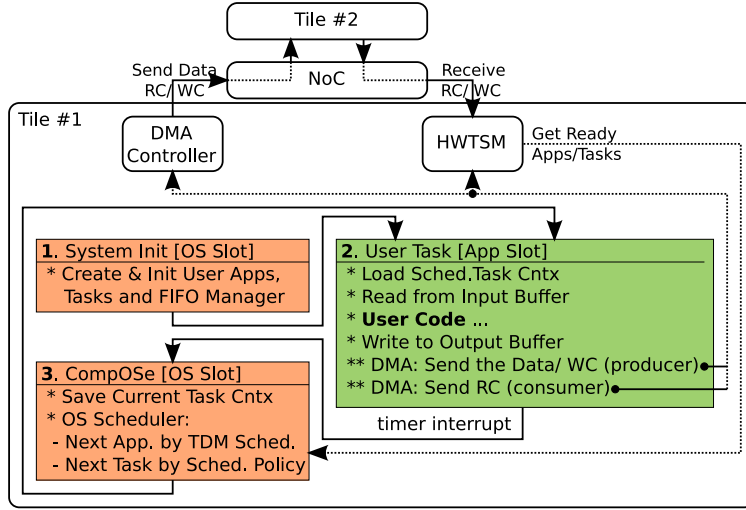 Tile #2
Send Data
RC/ WC
NoC
Receive
RC/ WC
Tile #1
DMA
Controller
HWTSM
Get Ready
Apps/Tasks
1. System Init [OS Slot]
* Create & Init User Apps,
Tasks and FIFO Manager
2. User Task [App Slot]
* Load Sched.Task Cntx
* Read from Input Buffer
* User Code ...
* Write to Output Buffer
** DMA: Send the Data/ WC (producer)
** DMA: Send RC (consumer)
3. CompOSe [OS Slot]
* Save Current Task Cntx
* OS Scheduler:
- Next App. by TDM Sched.
- Next Task by Sched. Policy
timer interrupt